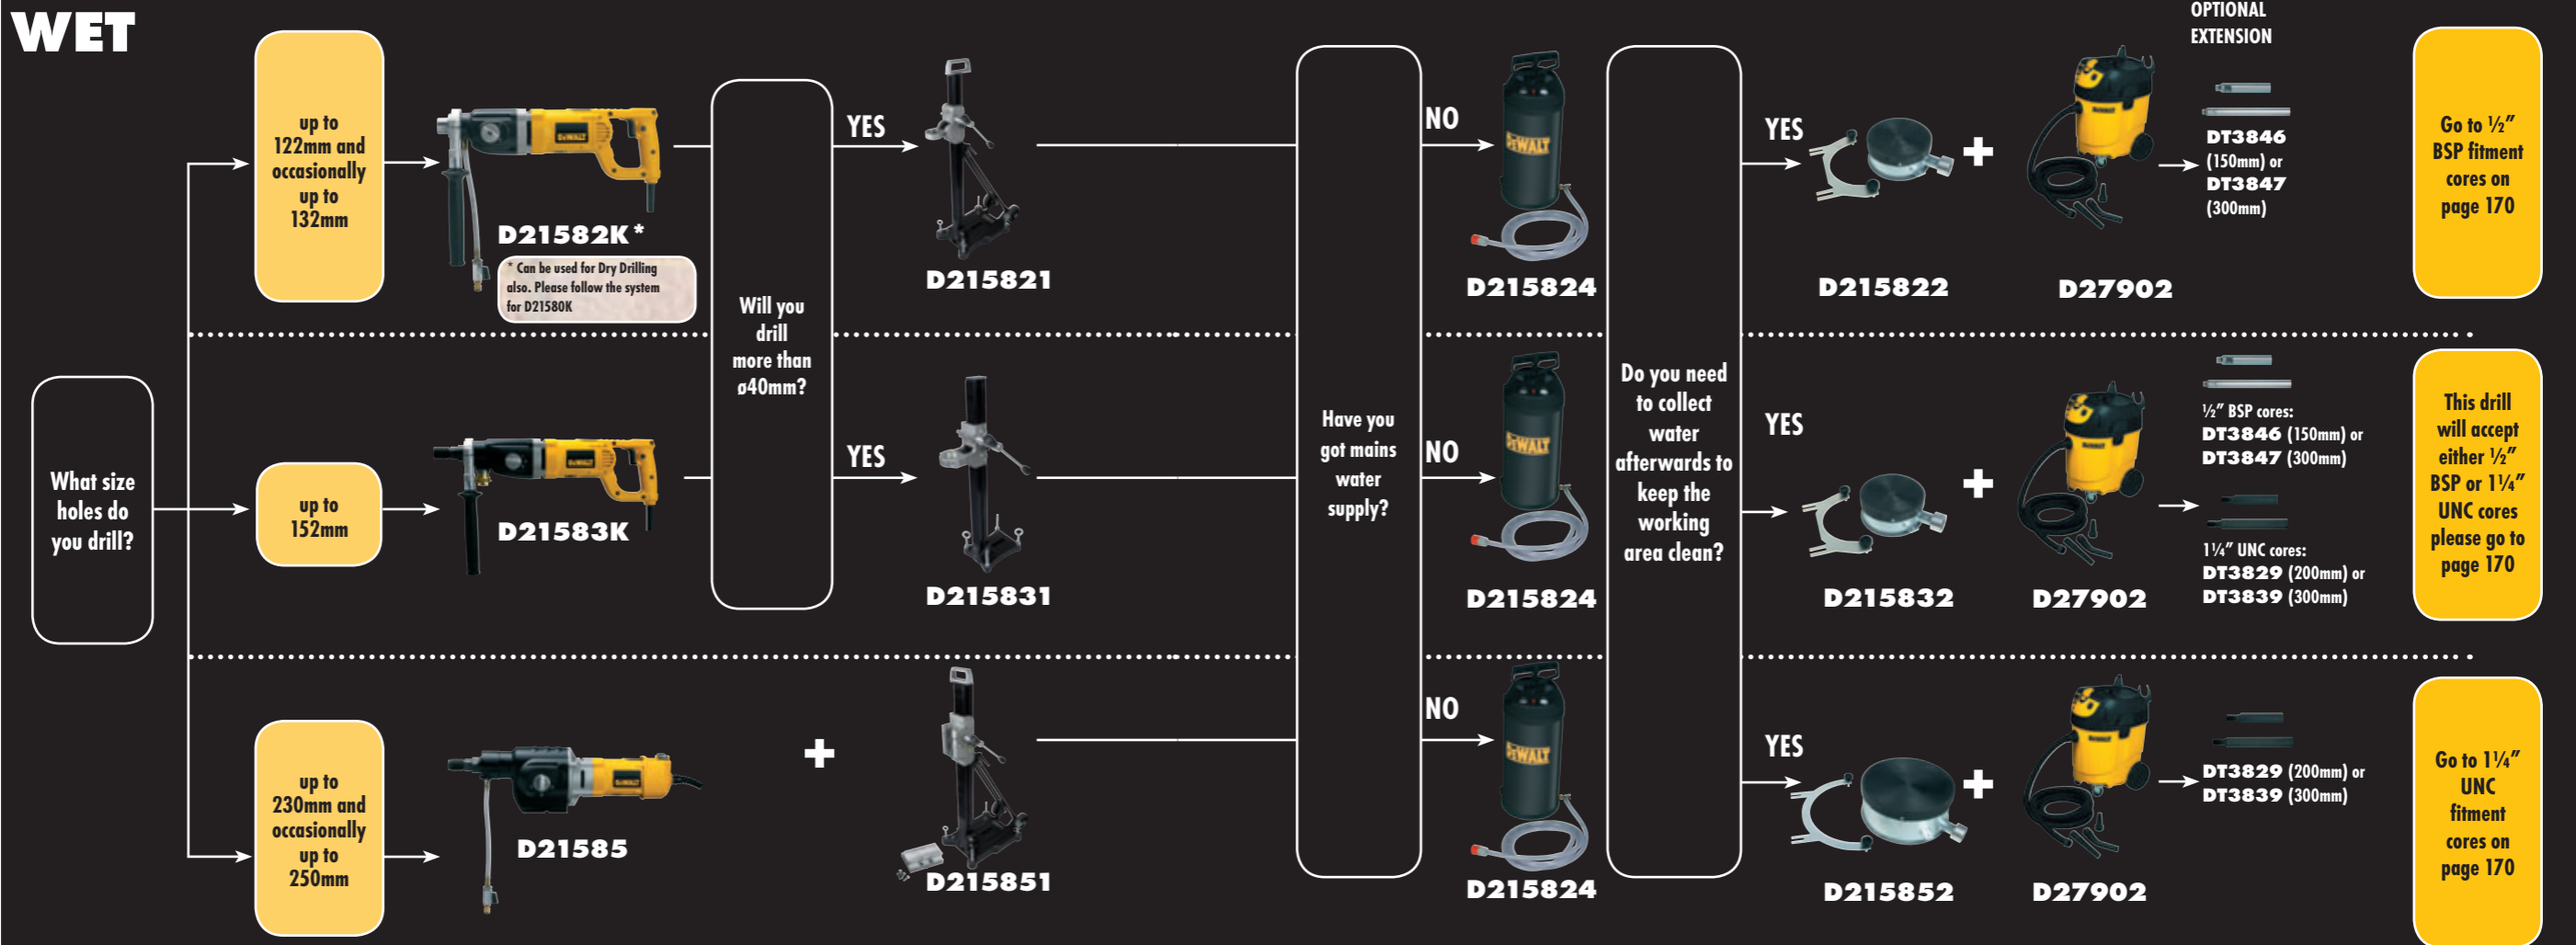 WET
What size
holes do
you drill?
up to
122mm and
occasionally
up to
132mm
DEWALT
D21582K*
* Can be used for Dry Drilling
also. Please follow the system
for D21580K
Will you
drill
more than
ø40mm?
YES
D215821
Have you
got mains
water
supply?
NO
DEWALT
D215824
Do you need
to collect
water
afterwards to
keep the
working
area clean?
YES
D215822
+
D27902
OPTIONAL
EXTENSION
DT3846
(150mm) or
DT3847
(300mm)
Go to ½"
BSP fitment
cores on
page 170
up to
152mm
DEWALT
D21583K
YES
D215831
NO
DEWALT
D215824
YES
D215832
+
D27902
½" BSP cores:
DT3846 (150mm) or
DT3847 (300mm)
1¼" UNC cores:
DT3829 (200mm) or
DT3839 (300mm)
This drill
will accept
either ½"
BSP or 1¼"
UNC cores
please go to
page 170
up to
230mm and
occasionally
up to
250mm
DEWALT
D21585
+
D215851
NO
DEWALT
D215824
YES
D215852
+
D27902
DT3829 (200mm) or
DT3839 (300mm)
Go to 1¼"
UNC
fitment
cores on
page 170